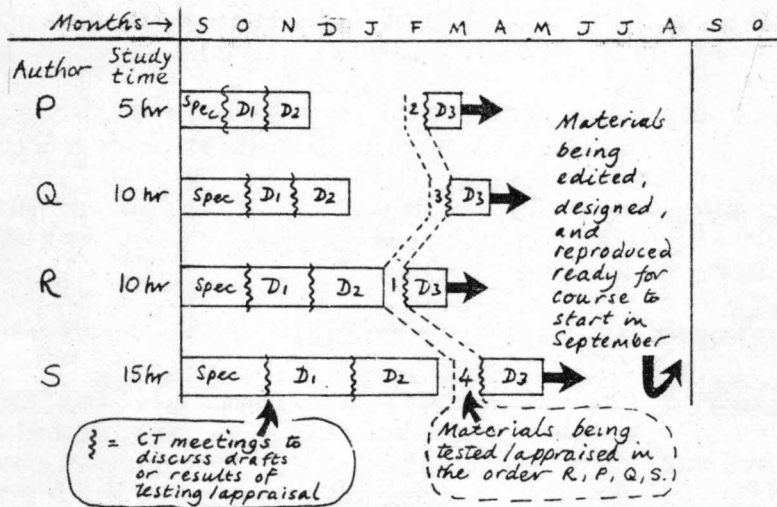 Months → S O N D J F M A M J J A S O
Author Study time
P 5 hr Spec D1 D2 2 D3
Q 10 hr Spec D1 D2 3 D3
R 10 hr Spec D1 D2 1 D3
S 15 hr Spec D1 D2 4 D3
Materials
being
edited,
designed,
and
reproduced
ready for
course to
start in
September
= CT meetings to
discuss drafts
or results of
testing/appraisal
Materials being
tested/appraised in
the order R, P, Q, S.